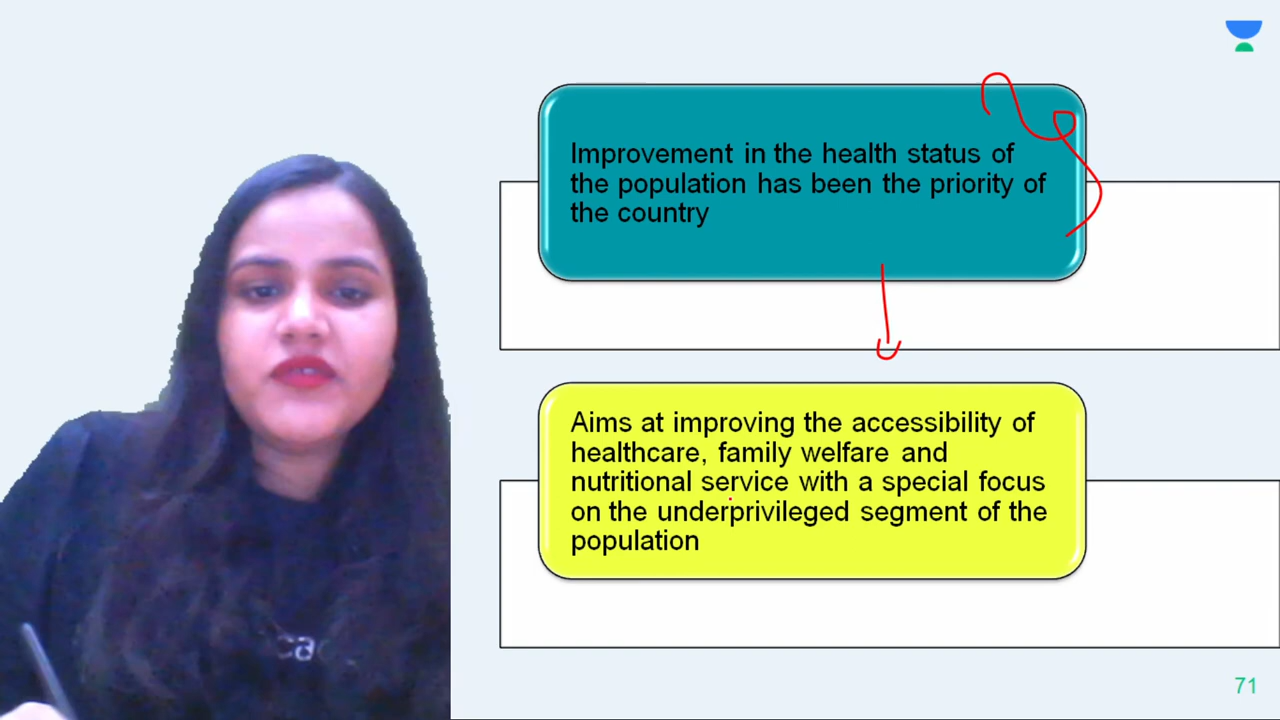 Improvement in the health status of
the population has been the priority of
the country
Aims at improving the accessibility of
healthcare, family welfare and
nutritional service with a special focus
on the underprivileged segment of the
population
71